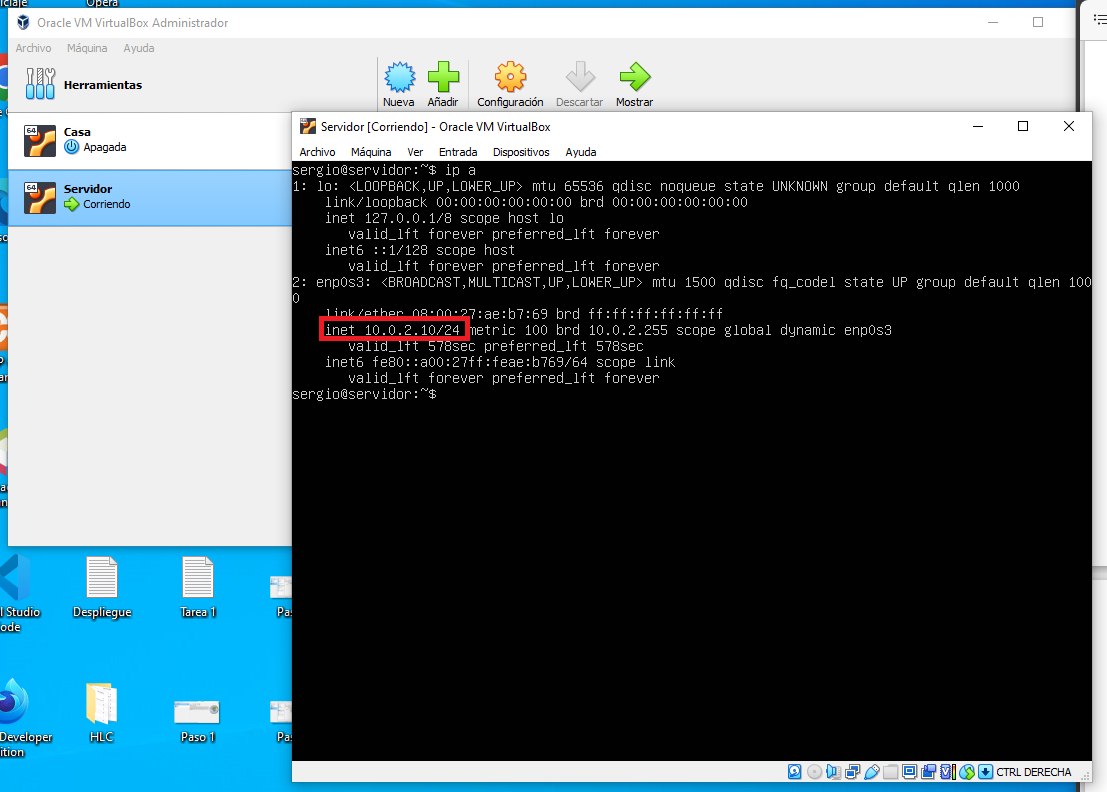 Opera
Oracle VM VirtualBox Administrador
Archivo Máquina Ayuda
Herramientas
Nueva Añadir Configuración Descartar Mostrar
64 Casa
Apagada
64 Servidor
Corriendo
Servidor [Corriendo] - Oracle VM VirtualBox
Archivo Máquina Ver Entrada Dispositivos Ayuda
sergio@servidor:~$ ip a
1: lo: <LOOPBACK,UP,LOWER_UP> mtu 65536 qdisc noqueue state UNKNOWN group default qlen 1000
link/loopback 00:00:00:00:00:00 brd 00:00:00:00:00:00
inet 127.0.0.1/8 scope host lo
valid_lft forever preferred_lft forever
inet6 ::1/128 scope host
valid_lft forever preferred_lft forever
2: enp0s3: <BROADCAST,MULTICAST,UP,LOWER_UP> mtu 1500 qdisc fq_codel state UP group default qlen 100
0
link/ether 08:00:27:ae:b7:69 brd ff:ff:ff:ff:ff:ff
inet 10.0.2.10/24 metric 100 brd 10.0.2.255 scope global dynamic enp0s3
valid_lft 578sec preferred_lft 578sec
inet6 fe80::a00:27ff:feae:b769/64 scope link
valid_lft forever preferred_lft forever
sergio@servidor:~$
l Studio
ode
Despliegue
Tarea 1
Pas
Developer
ition
HLC
Paso 1
Pas
CTRL DERECHA